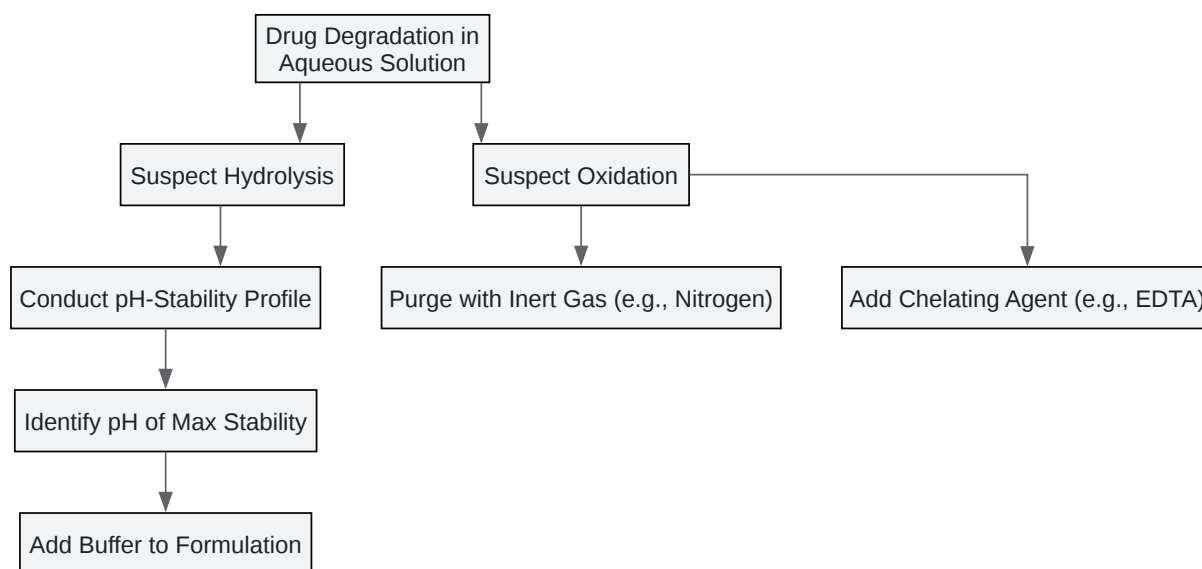 Drug Degradation in
Aqueous Solution
Suspect Hydrolysis
Suspect Oxidation
Conduct pH-Stability Profile
Purge with Inert Gas (e.g., Nitrogen)
Add Chelating Agent (e.g., EDTA)
Identify pH of Max Stability
Add Buffer to Formulation